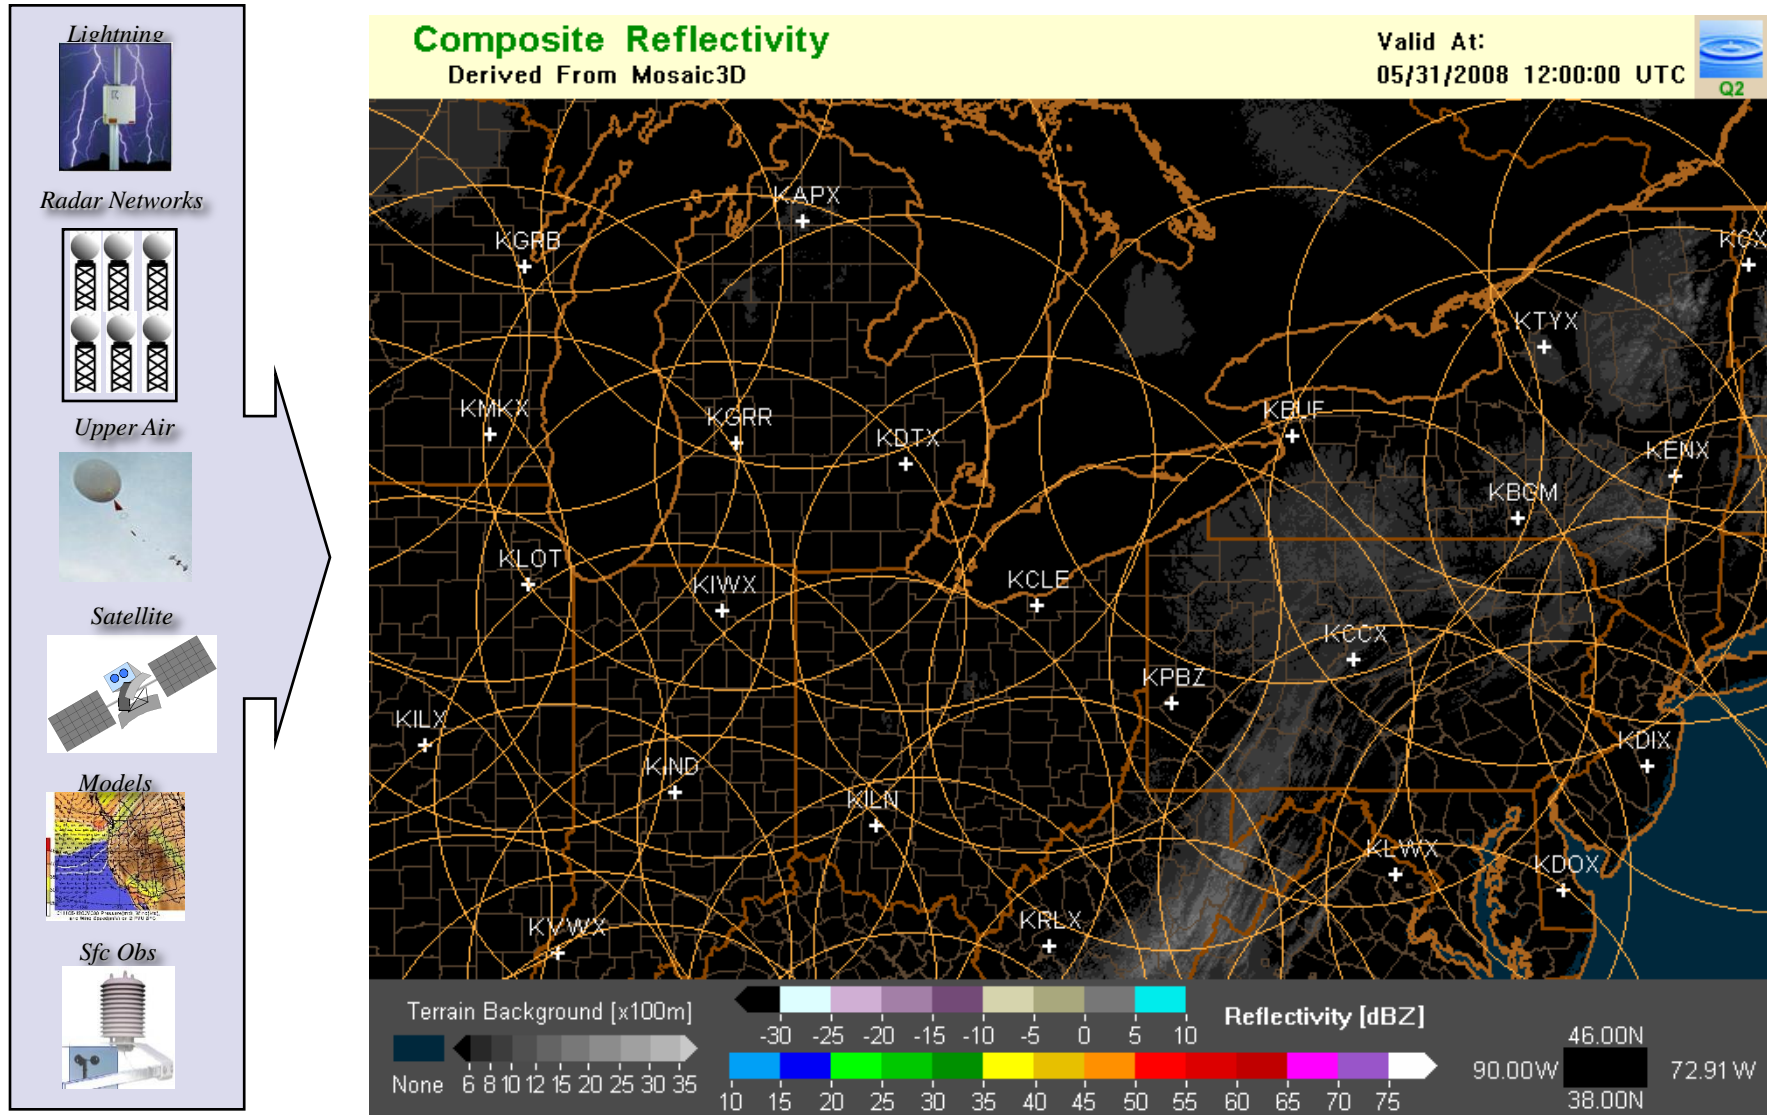 Lightning
Radar Networks
Upper Air
Satellite
Models
Sfc Obs
Composite Reflectivity
Derived From Mosaic3D
Valid At:
05/31/2008 12:00:00 UTC
Q2
KAPX
KGRB
KCX
KTYX
KMKX
KGRR
KDTX
KBUF
KENX
KBGM
KLOT
KIWX
KCLE
KCCX
KPBZ
KILX
KIND
KDIX
KILN
KLWX
KDOX
KVWX
KRLX
Terrain Background [x100m]
None 6 8 10 12 15 20 25 30 35
-30 -25 -20 -15 -10 -5 0 5 10
Reflectivity [dBZ]
10 15 20 25 30 35 40 45 50 55 60 65 70 75
46.00N
90.00W 72.91W
38.00N